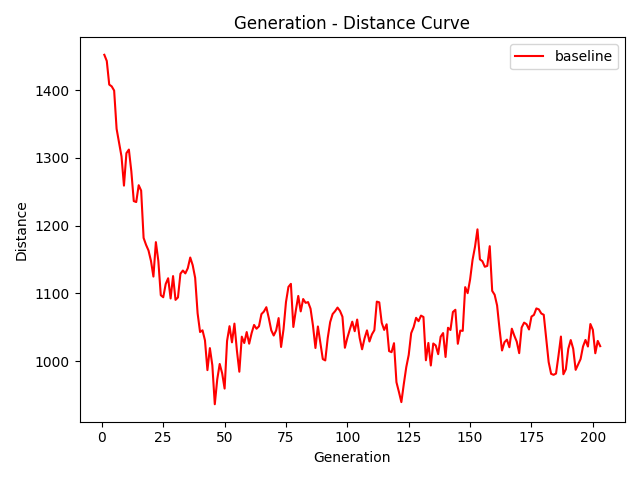 Generation - Distance Curve
baseline
Distance
1400
1300
1200
1100
1000
0 25 50 75 100 125 150 175 200
Generation